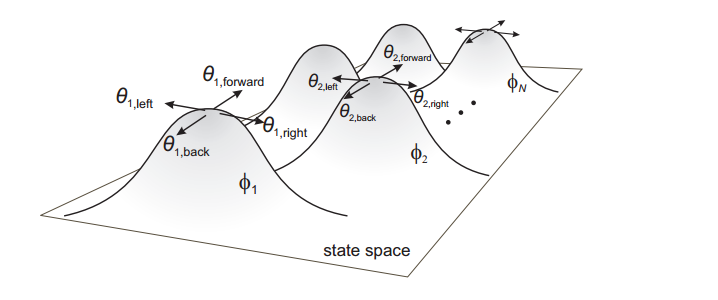 θ1,forward
θ1,left
θ1,right
θ1,back
ϕ1
θ2,forward
θ2,left
θ2,right
θ2,back
ϕ2
ϕN
state space